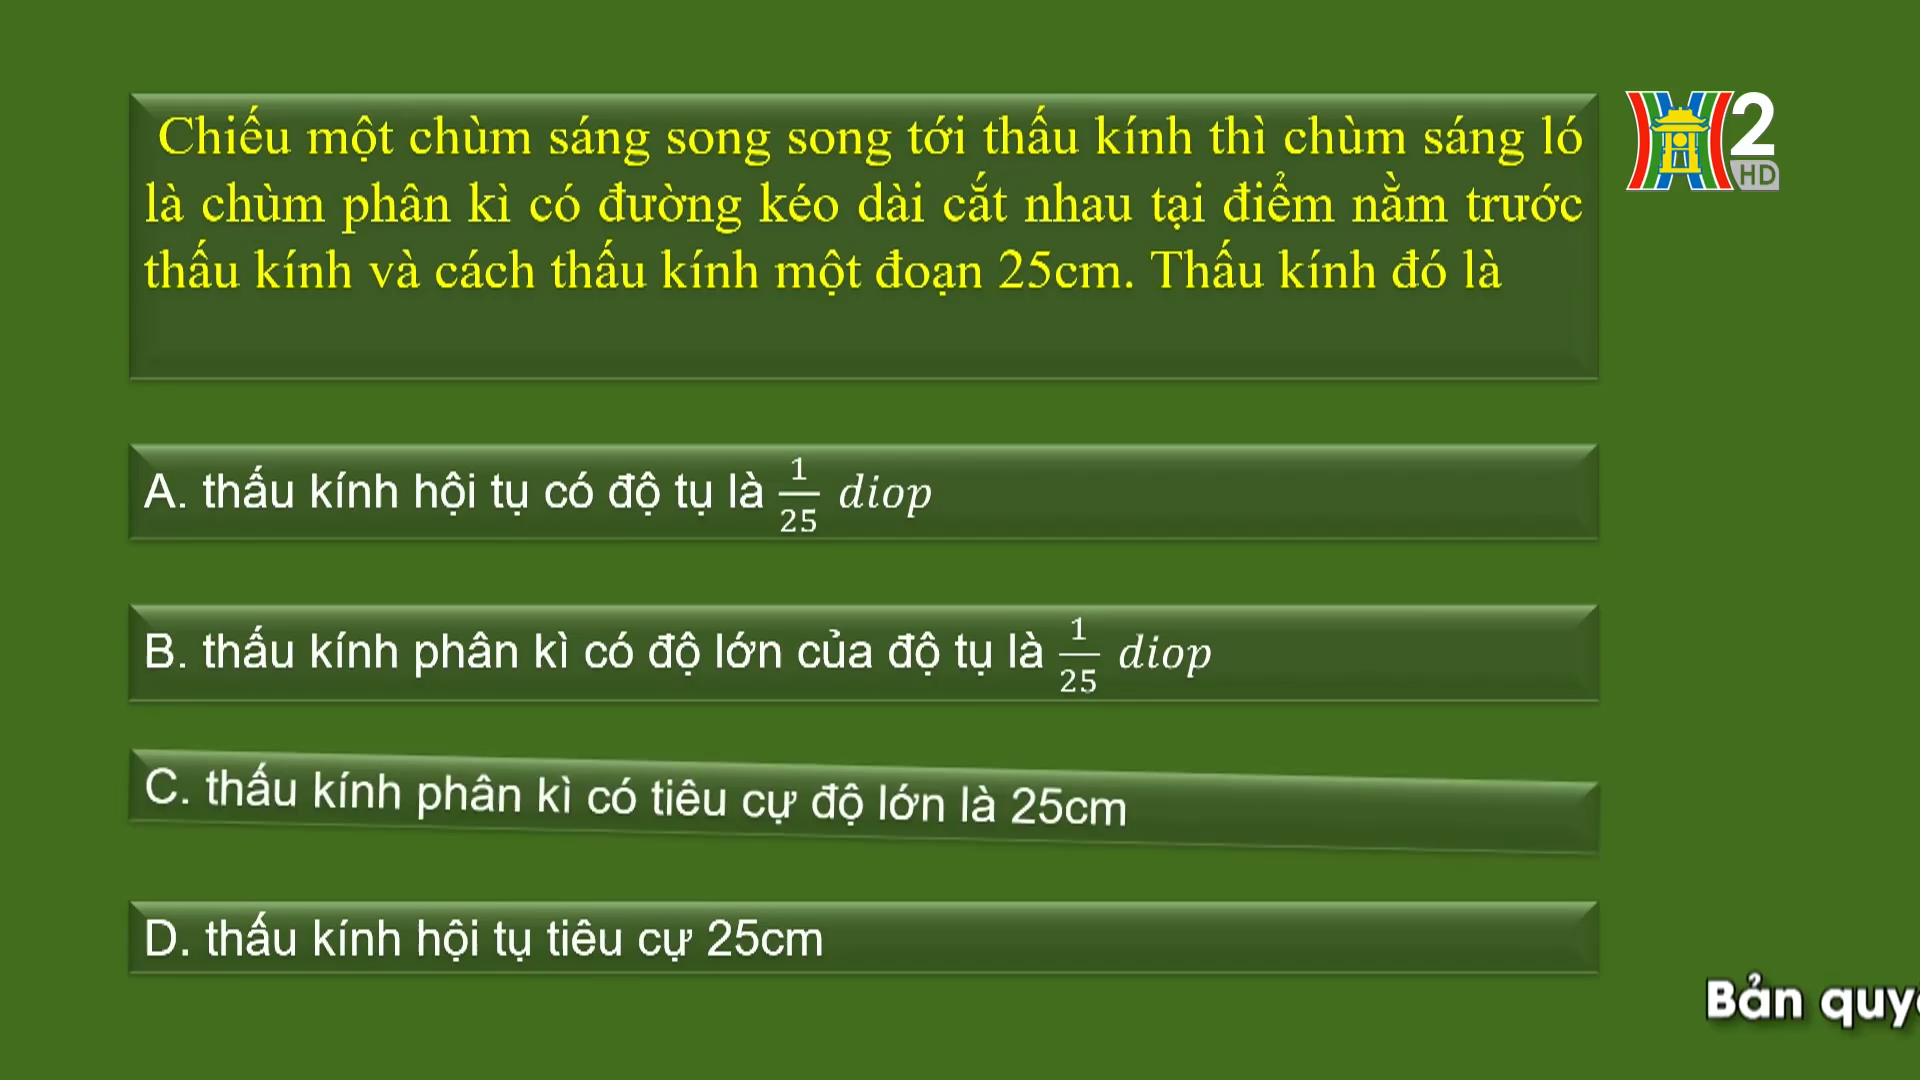 Chiếu một chùm sáng song song tới thấu kính thì chùm sáng ló
là chùm phân kì có đường kéo dài cắt nhau tại điểm nằm trước
thấu kính và cách thấu kính một đoạn 25cm. Thấu kính đó là
2
HD
A. thấu kính hội tụ có độ tụ là 1/25 diop
B. thấu kính phân kì có độ lớn của độ tụ là 1/25 diop
C. thấu kính phân kì có tiêu cự độ lớn là 25cm
D. thấu kính hội tụ tiêu cự 25cm
Bản